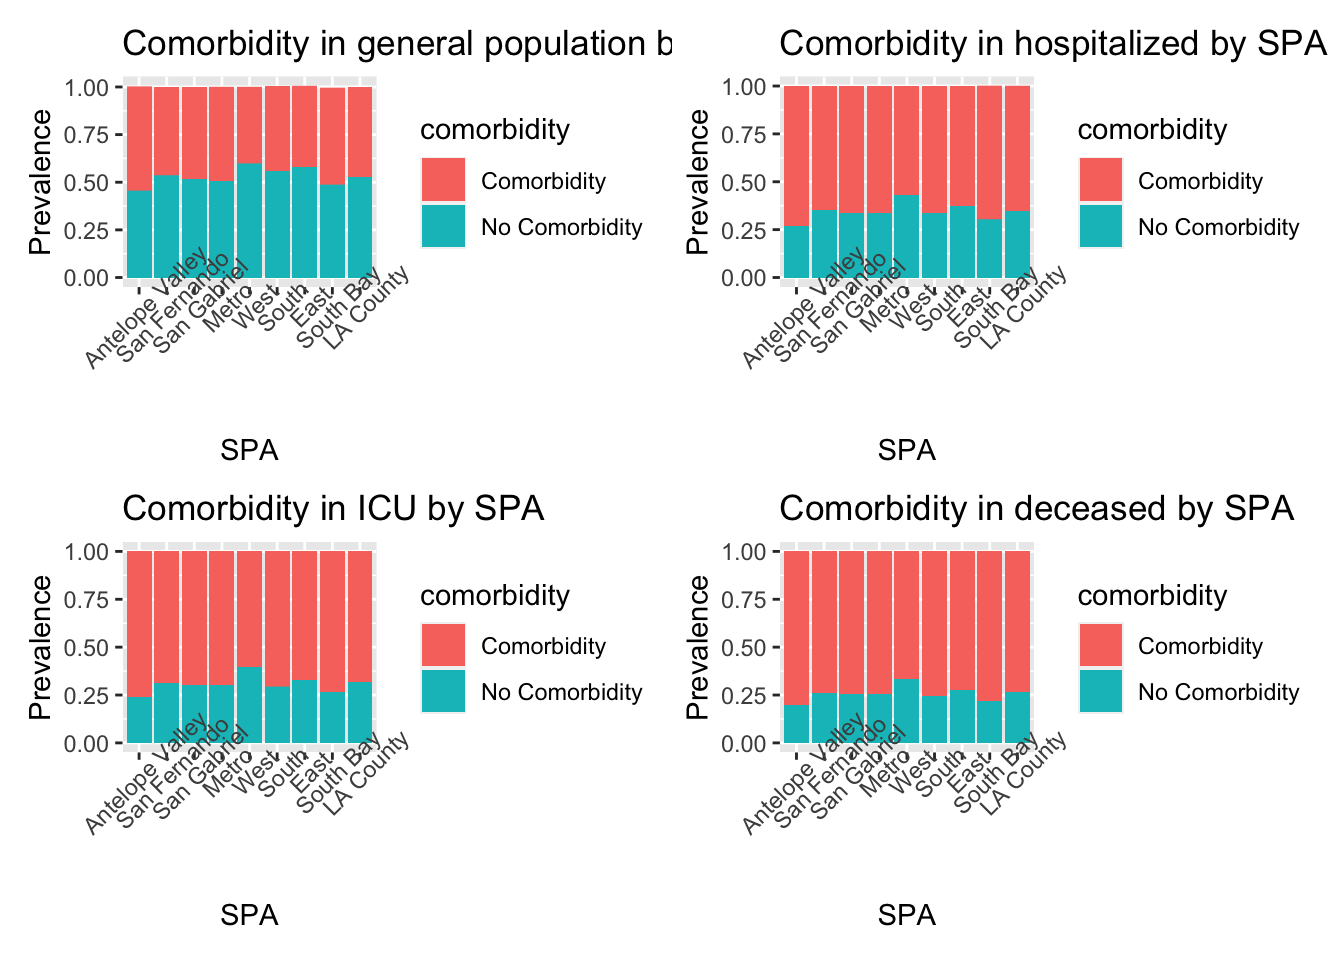 Comorbidity in general population b
Prevalence
1.00
0.75
0.50
0.25
0.00
Antelope Valley
San Fernando
San Gabriel
Metro
West
South
East
South Bay
LA County
SPA
comorbidity
Comorbidity
No Comorbidity
Comorbidity in hospitalized by SPA
Prevalence
1.00
0.75
0.50
0.25
0.00
Antelope Valley
San Fernando
San Gabriel
Metro
West
South
East
South Bay
LA County
SPA
comorbidity
Comorbidity
No Comorbidity
Comorbidity in ICU by SPA
Prevalence
1.00
0.75
0.50
0.25
0.00
Antelope Valley
San Fernando
San Gabriel
Metro
West
South
East
South Bay
LA County
SPA
comorbidity
Comorbidity
No Comorbidity
Comorbidity in deceased by SPA
Prevalence
1.00
0.75
0.50
0.25
0.00
Antelope Valley
San Fernando
San Gabriel
Metro
West
South
East
South Bay
LA County
SPA
comorbidity
Comorbidity
No Comorbidity